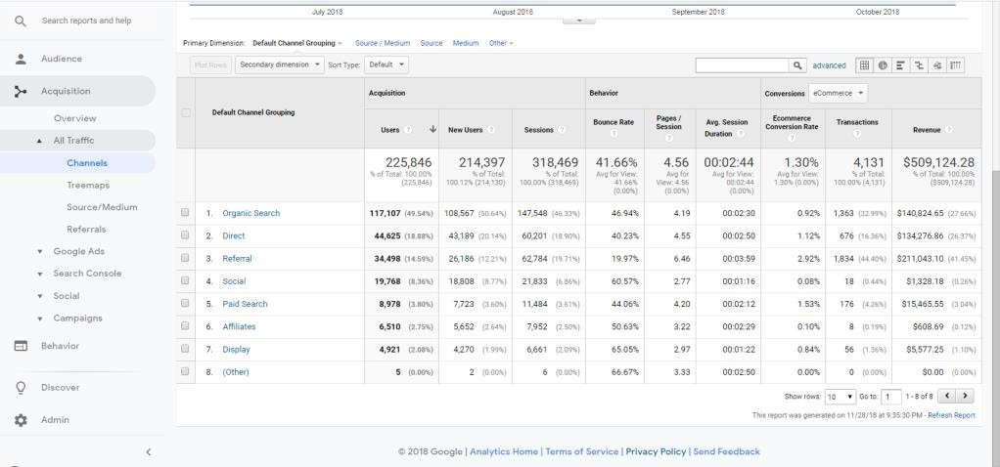 July 2018 August 2018 September 2018 October 2018
Search reports and help
Audience
Acquisition
Overview
All Traffic
Channels
Treemaps
Source/Medium
Referrals
Google Ads
Search Console
Social
Campaigns
Behavior
Discover
Admin
Primary Dimension: Default Channel Grouping Source / Medium Source Medium Other
Plot Rows Secondary dimension Sort Type: Default advanced
Default Channel Grouping
Acquisition Behavior Conversions eCommerce
Users ? New Users ? Sessions ? Bounce Rate ? Pages / Session ? Avg. Session Duration ? Ecommerce Conversion Rate ? Transactions ? Revenue ?
225,846 214,397 318,469 41.66% 4.56 00:02:44 1.30% 4,131 $509,124.28
% of Total: 100.00% (225,846) % of Total: 100.12% (214,130) % of Total: 100.00% (318,469) Avg for View: 41.66% (0.00%) Avg for View: 4.56 (0.00%) Avg for View: 00:02:44 (0.00%) Avg for View: 1.30% (0.00%) % of Total: 100.00% (4,131) % of Total: 100.00% ($509,124.28)
1. Organic Search 117,107 (49.54%) 108,567 (50.64%) 147,548 (46.33%) 46.94% 4.19 00:02:30 0.92% 1,363 (32.99%) $140,824.65 (27.66%)
2. Direct 44,625 (18.88%) 43,189 (20.14%) 60,201 (18.90%) 40.23% 4.55 00:02:50 1.12% 676 (16.36%) $134,276.86 (26.37%)
3. Referral 34,498 (14.59%) 26,186 (12.21%) 62,784 (19.71%) 19.97% 6.46 00:03:59 2.92% 1,834 (44.40%) $211,043.10 (41.45%)
4. Social 19,768 (8.36%) 18,808 (8.77%) 21,833 (6.86%) 60.57% 2.77 00:01:16 0.08% 18 (0.44%) $1,328.18 (0.26%)
5. Paid Search 8,978 (3.80%) 7,723 (3.60%) 11,484 (3.61%) 44.06% 4.20 00:02:12 1.53% 176 (4.26%) $15,465.55 (3.04%)
6. Affiliates 6,510 (2.75%) 5,652 (2.64%) 7,952 (2.50%) 50.63% 3.22 00:02:29 0.10% 8 (0.19%) $608.69 (0.12%)
7. Display 4,921 (2.08%) 4,270 (1.99%) 6,661 (2.09%) 65.05% 2.97 00:01:22 0.84% 56 (1.36%) $5,577.25 (1.10%)
8. (Other) 5 (0.00%) 2 (0.00%) 6 (0.00%) 66.67% 3.33 00:02:50 0.00% 0 (0.00%) $0.00 (0.00%)
Show rows: 10 Go to: 1 1 - 8 of 8
This report was generated on 11/28/18 at 9:35:30 PM - Refresh Report
© 2018 Google | Analytics Home | Terms of Service | Privacy Policy | Send Feedback